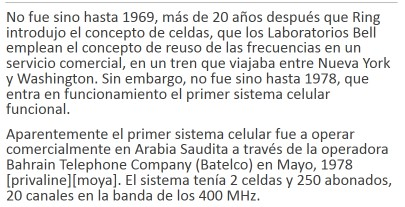 No fue sino hasta 1969, más de 20 años después que Ring
introdujo el concepto de celdas, que los Laboratorios Bell
emplean el concepto de reuso de las frecuencias en un
servicio comercial, en un tren que viajaba entre Nueva York
y Washington. Sin embargo, no fue sino hasta 1978, que
entra en funcionamiento el primer sistema celular
funcional.
Aparentemente el primer sistema celular fue a operar
comercialmente en Arabia Saudita a través de la operadora
Bahrain Telephone Company (Batelco) en Mayo, 1978
[privaline][moya]. El sistema tenía 2 celdas y 250 abonados,
20 canales en la banda de los 400 MHz.